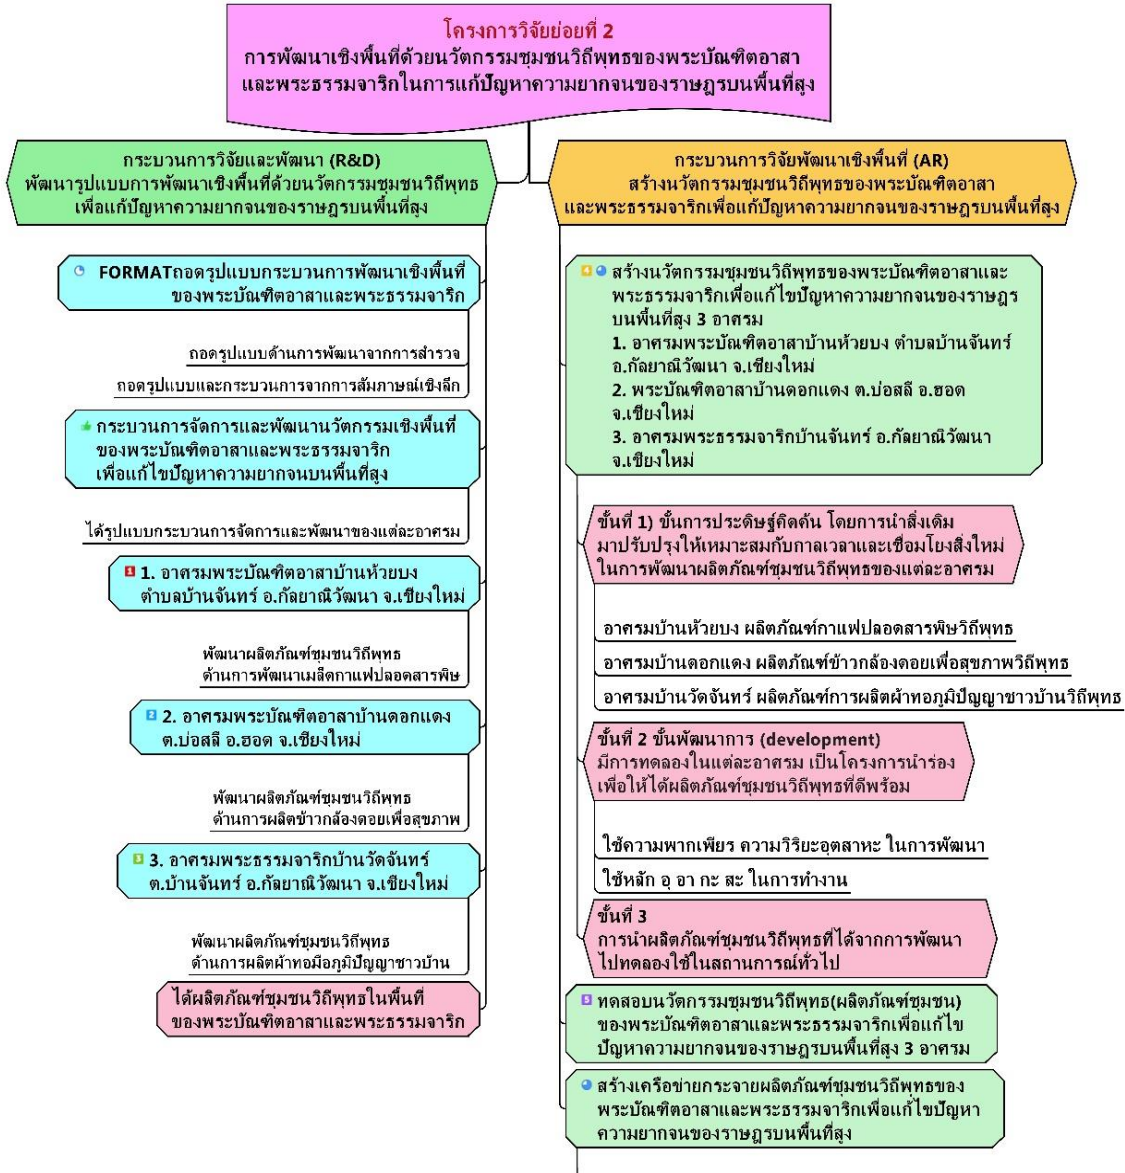 โครงการวิจัยย่อยที่ 2
การพัฒนาเชิงพื้นที่ด้วยนวัตกรรมชุมชนวิถีพุทธของพระบัณฑิตอาสา
และพระธรรมจาริกในการแก้ปัญหาความยากจนของราษฎรบนพื้นที่สูง
กระบวนการวิจัยและพัฒนา (R&D)
พัฒนารูปแบบการพัฒนาเชิงพื้นที่ด้วยนวัตกรรมชุมชนวิถีพุทธ
เพื่อแก้ปัญหาความยากจนของราษฎรบนพื้นที่สูง
FORMATถอดรูปแบบกระบวนการพัฒนาเชิงพื้นที่
ของพระบัณฑิตอาสาและพระธรรมจาริก
ถอดรูปแบบด้านการพัฒนาจากการสำรวจ
ถอดรูปแบบและกระบวนการจากการสัมภาษณ์เชิงลึก
กระบวนการจัดการและพัฒนานวัตกรรมเชิงพื้นที่
ของพระบัณฑิตอาสาและพระธรรมจาริก
เพื่อแก้ไขปัญหาความยากจนบนพื้นที่สูง
ได้รูปแบบกระบวนการจัดการและพัฒนาของแต่ละอาศรม
1 1. อาศรมพระบัณฑิตอาสาบ้านห้วยบง
ตำบลบ้านจันทร์ อ.กัลยาณิวัฒนา จ.เชียงใหม่
พัฒนาผลิตภัณฑ์ชุมชนวิถีพุทธ
ด้านการพัฒนาเมล็ดกาแฟปลอดสารพิษ
2 2. อาศรมพระบัณฑิตอาสาบ้านดอกแดง
ต.บ่อสลี อ.ฮอด จ.เชียงใหม่
พัฒนาผลิตภัณฑ์ชุมชนวิถีพุทธ
ด้านการผลิตข้าวกล้องดอยเพื่อสุขภาพ
3 3. อาศรมพระธรรมจาริกบ้านวัดจันทร์
ต.บ้านจันทร์ อ.กัลยาณิวัฒนา จ.เชียงใหม่
พัฒนาผลิตภัณฑ์ชุมชนวิถีพุทธ
ด้านการผลิตผ้าทอมือภูมิปัญญาชาวบ้าน
ได้ผลิตภัณฑ์ชุมชนวิถีพุทธในพื้นที่
ของพระบัณฑิตอาสาและพระธรรมจาริก
กระบวนการวิจัยพัฒนาเชิงพื้นที่ (AR)
สร้างนวัตกรรมชุมชนวิถีพุทธของพระบัณฑิตอาสา
และพระธรรมจาริกเพื่อแก้ปัญหาความยากจนของราษฎรบนพื้นที่สูง
4 สร้างนวัตกรรมชุมชนวิถีพุทธของพระบัณฑิตอาสาและ
พระธรรมจาริกเพื่อแก้ไขปัญหาความยากจนของราษฎร
บนพื้นที่สูง 3 อาศรม
1. อาศรมพระบัณฑิตอาสาบ้านห้วยบง ตำบลบ้านจันทร์
อ.กัลยาณิวัฒนา จ.เชียงใหม่
2. พระบัณฑิตอาสาบ้านดอกแดง ต.บ่อสลี อ.ฮอด
จ.เชียงใหม่
3. อาศรมพระธรรมจาริกบ้านจันทร์ อ.กัลยาณิวัฒนา
จ.เชียงใหม่
ขั้นที่ 1) ขั้นการประดิษฐ์คิดค้น โดยการนำสิ่งเดิม
มาปรับปรุงให้เหมาะสมกับกาลเวลาและเชื่อมโยงสิ่งใหม่
ในการพัฒนาผลิตภัณฑ์ชุมชนวิถีพุทธของแต่ละอาศรม
อาศรมบ้านห้วยบง ผลิตภัณฑ์กาแฟปลอดสารพิษวิถีพุทธ
อาศรมบ้านดอกแดง ผลิตภัณฑ์ข้าวกล้องดอยเพื่อสุขภาพวิถีพุทธ
อาศรมบ้านวัดจันทร์ ผลิตภัณฑ์การผลิตผ้าทอภูมิปัญญาชาวบ้านวิถีพุทธ
ขั้นที่ 2 ขั้นพัฒนาการ (development)
มีการทดลองในแต่ละอาศรม เป็นโครงการนำร่อง
เพื่อให้ได้ผลิตภัณฑ์ชุมชนวิถีพุทธที่ดีพร้อม
ใช้ความพากเพียร ความวิริยะอุตสาหะ ในการพัฒนา
ใช้หลัก อุ อา กะ สะ ในการทำงาน
ขั้นที่ 3
การนำผลิตภัณฑ์ชุมชนวิถีพุทธที่ได้จากการพัฒนา
ไปทดลองใช้ในสถานการณ์ทั่วไป
5 ทดสอบนวัตกรรมชุมชนวิถีพุทธ(ผลิตภัณฑ์ชุมชน)
ของพระบัณฑิตอาสาและพระธรรมจาริกเพื่อแก้ไข
ปัญหาความยากจนของราษฎรบนพื้นที่สูง 3 อาศรม
สร้างเครือข่ายกระจายผลิตภัณฑ์ชุมชนวิถีพุทธของ
พระบัณฑิตอาสาและพระธรรมจาริกเพื่อแก้ไขปัญหา
ความยากจนของราษฎรบนพื้นที่สูง